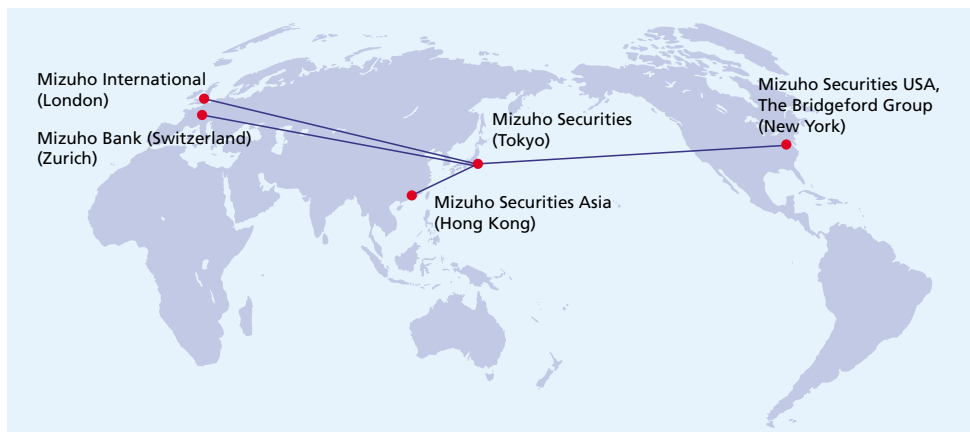 Mizuho International
(London)
Mizuho Bank (Switzerland)
(Zurich)
Mizuho Securities
(Tokyo)
Mizuho Securities Asia
(Hong Kong)
Mizuho Securities USA,
The Bridgeford Group
(New York)